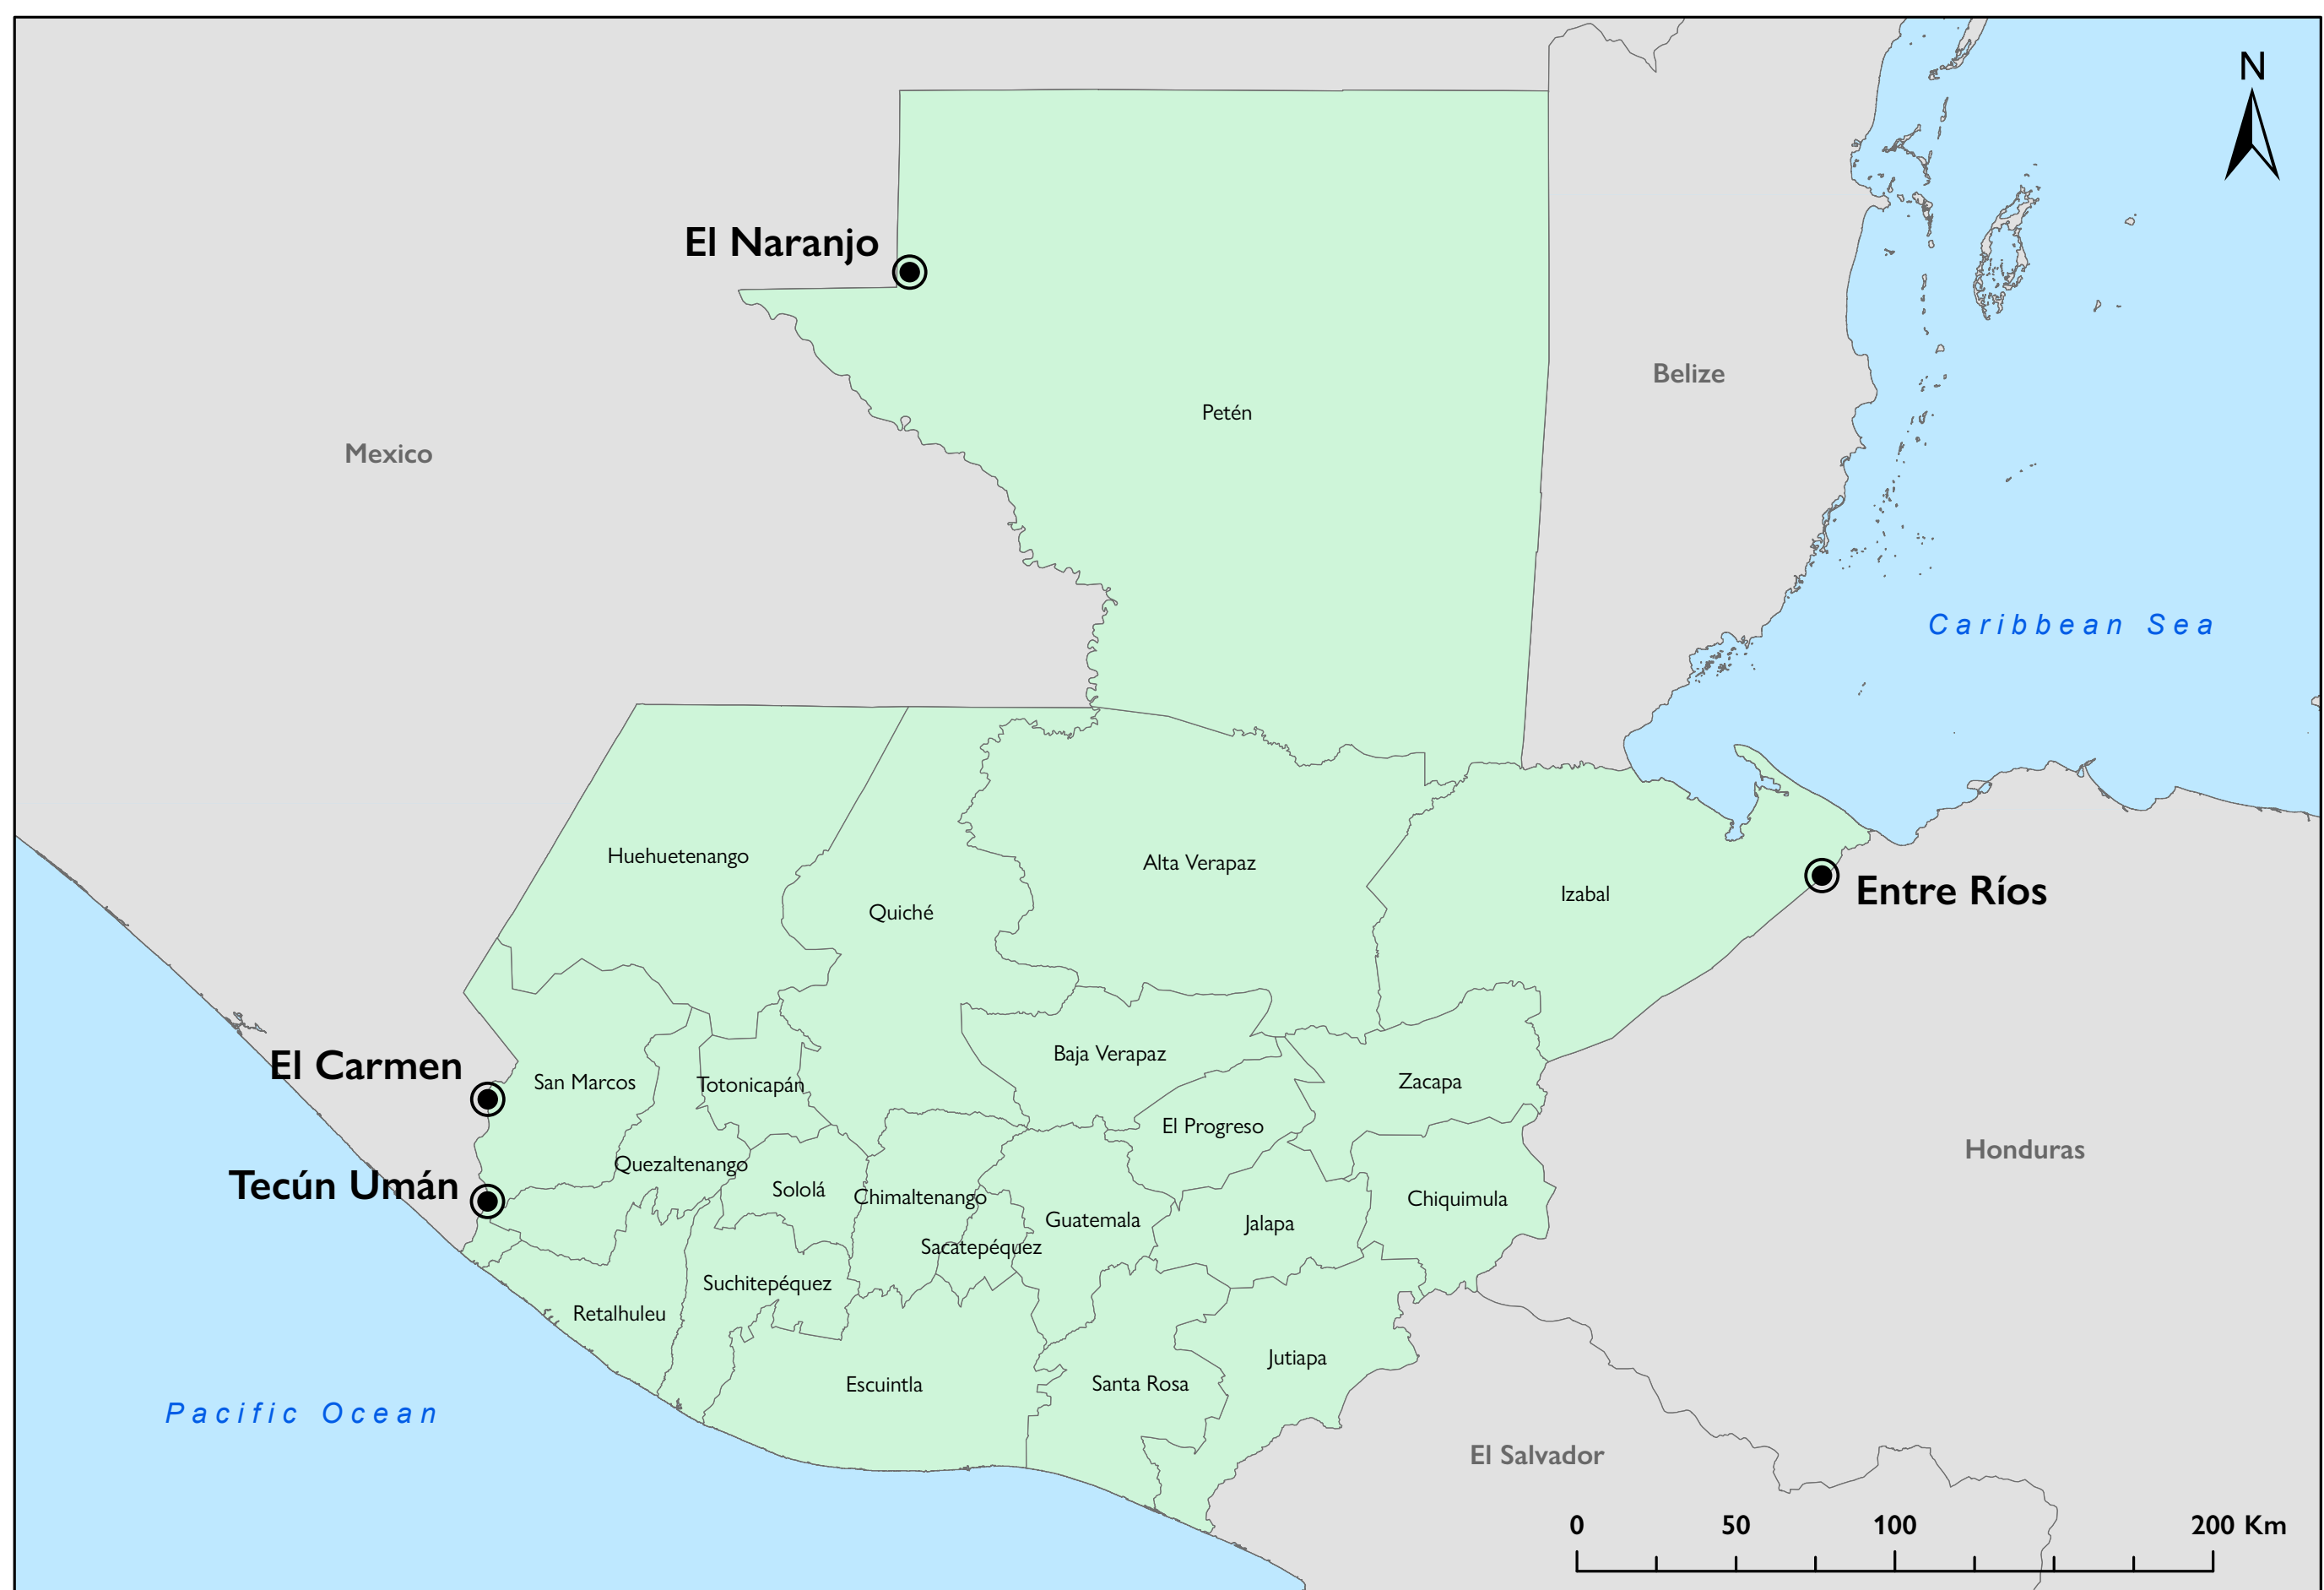 N
El Naranjo
Belize
Petén
Mexico
Caribbean Sea
Huehuetenango
Alta Verapaz
Izabal
Entre Ríos
Quiché
El Carmen
San Marcos
Totonicapán
Baja Verapaz
Zacapa
El Progreso
Honduras
Tecún Umán
Quezaltenango
Sololá
Chimaltenango
Guatemala
Jalapa
Chiquimula
Sacatepéquez
Suchitepéquez
Retalhuleu
Jutiapa
Escuintla
Santa Rosa
Pacific Ocean
El Salvador
0 50 100 200 Km